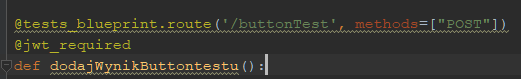 @tests_blueprint.route('/buttonTest', methods=["POST"])
@jwt_required
def dodajWynikButtontestu():